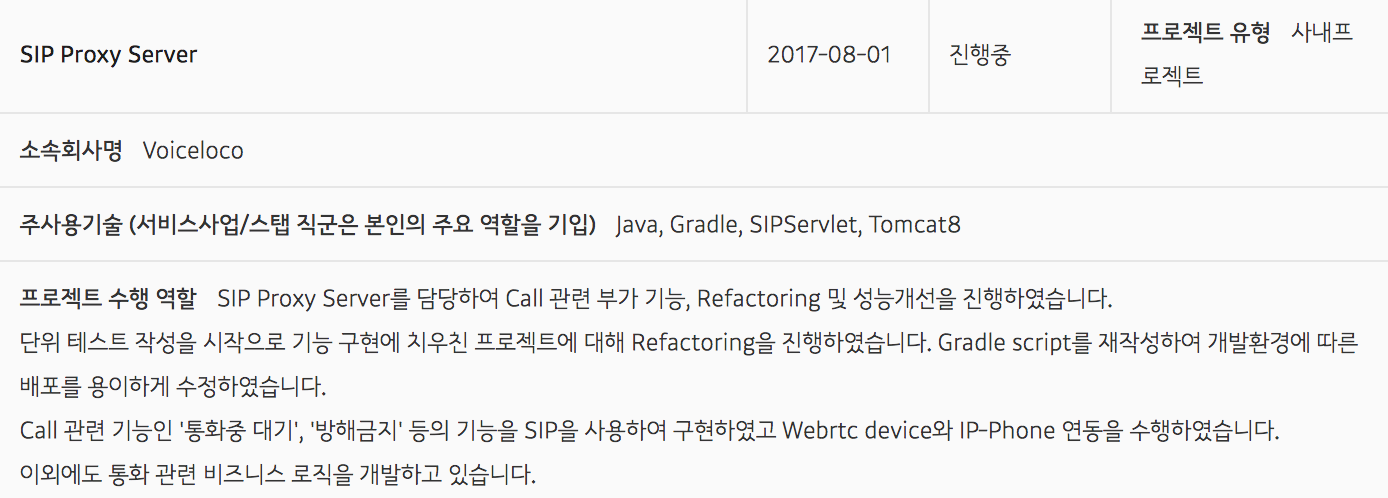 SIP Proxy Server 2017-08-01 진행중 프로젝트 유형 사내프
로젝트
소속회사명 Voiceloco
주사용기술 (서비스사업/스탭 직군은 본인의 주요 역할을 기입) Java, Gradle, SIPServlet, Tomcat8
프로젝트 수행 역할 SIP Proxy Server를 담당하여 Call 관련 부가 기능, Refactoring 및 성능개선을 진행하였습니다.
단위 테스트 작성을 시작으로 기능 구현에 치우친 프로젝트에 대해 Refactoring을 진행하였습니다. Gradle script를 재작성하여 개발환경에 따른
배포를 용이하게 수정하였습니다.
Call 관련 기능인 '통화중 대기', '방해금지' 등의 기능을 SIP을 사용하여 구현하였고 Webrtc device와 IP-Phone 연동을 수행하였습니다.
이외에도 통화 관련 비즈니스 로직을 개발하고 있습니다.